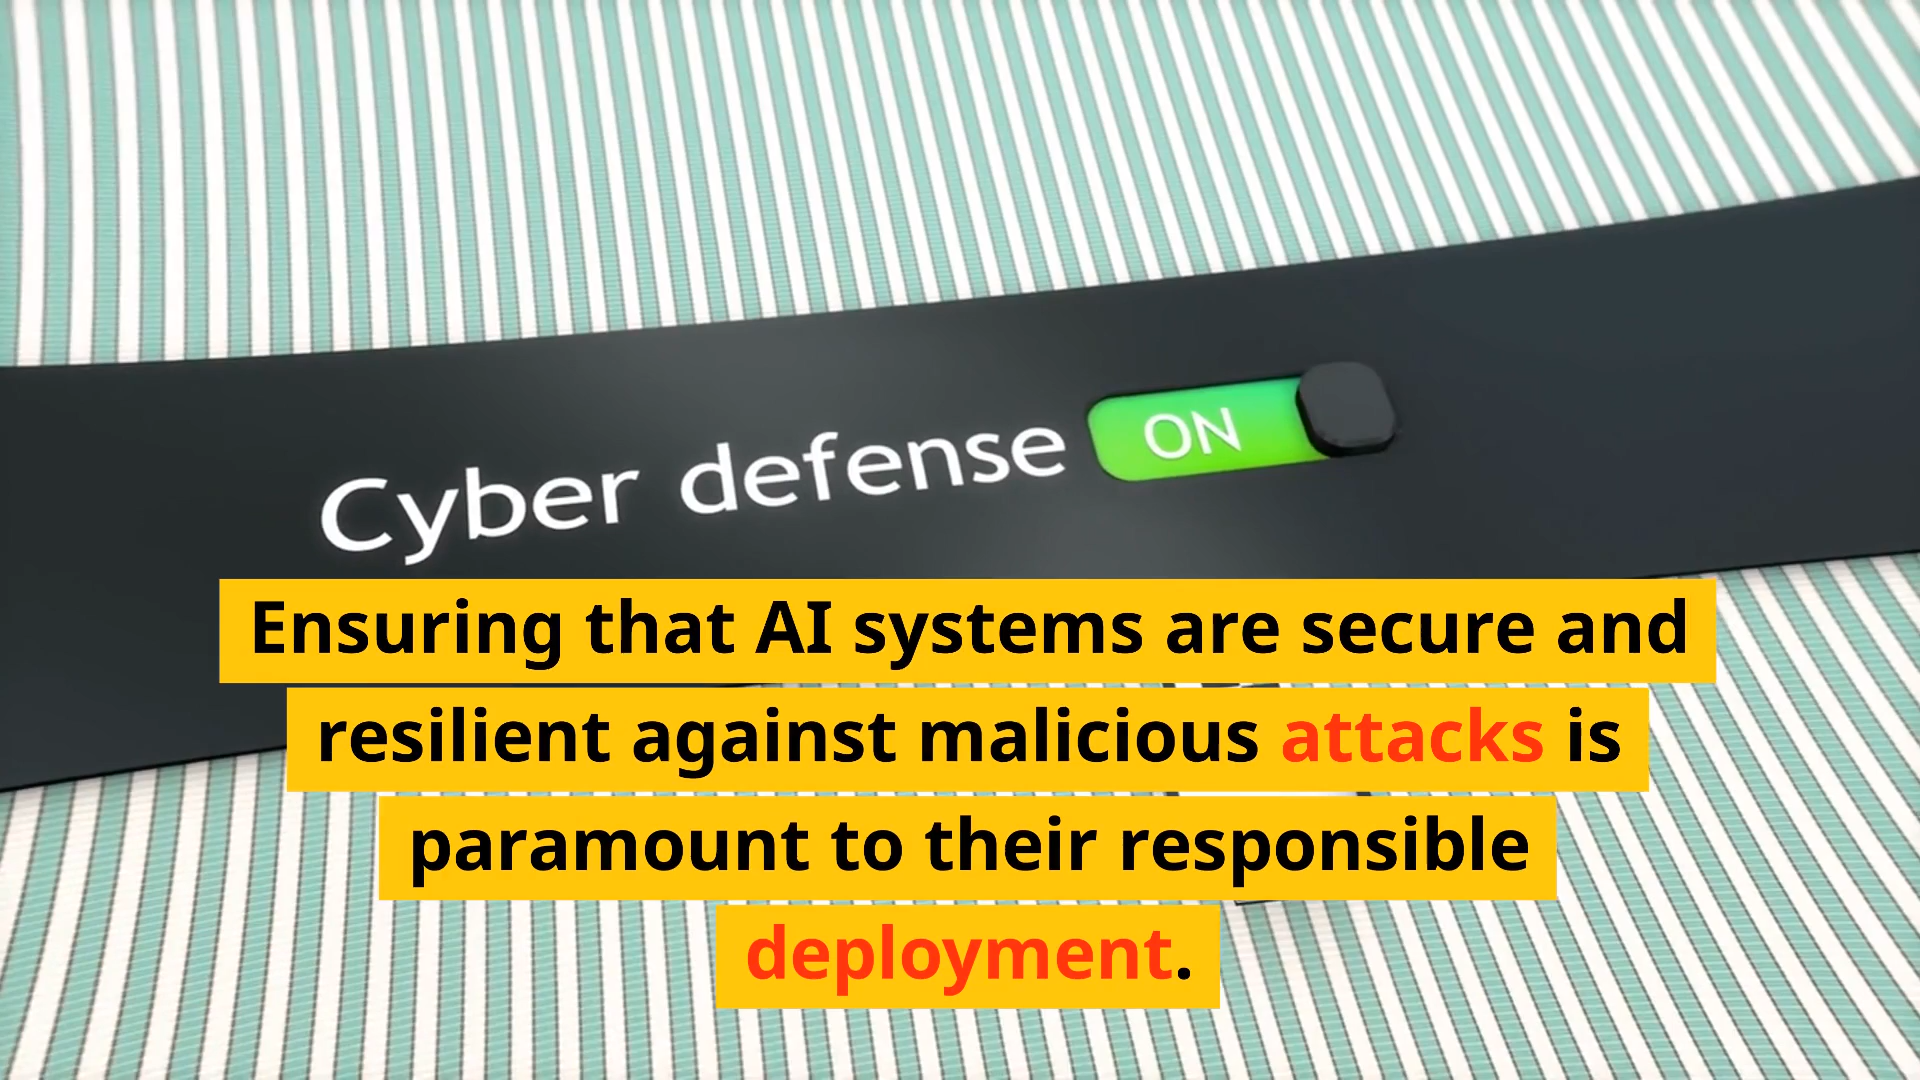 Cyber defense ON
Ensuring that AI systems are secure and
resilient against malicious attacks is
paramount to their responsible
deployment.